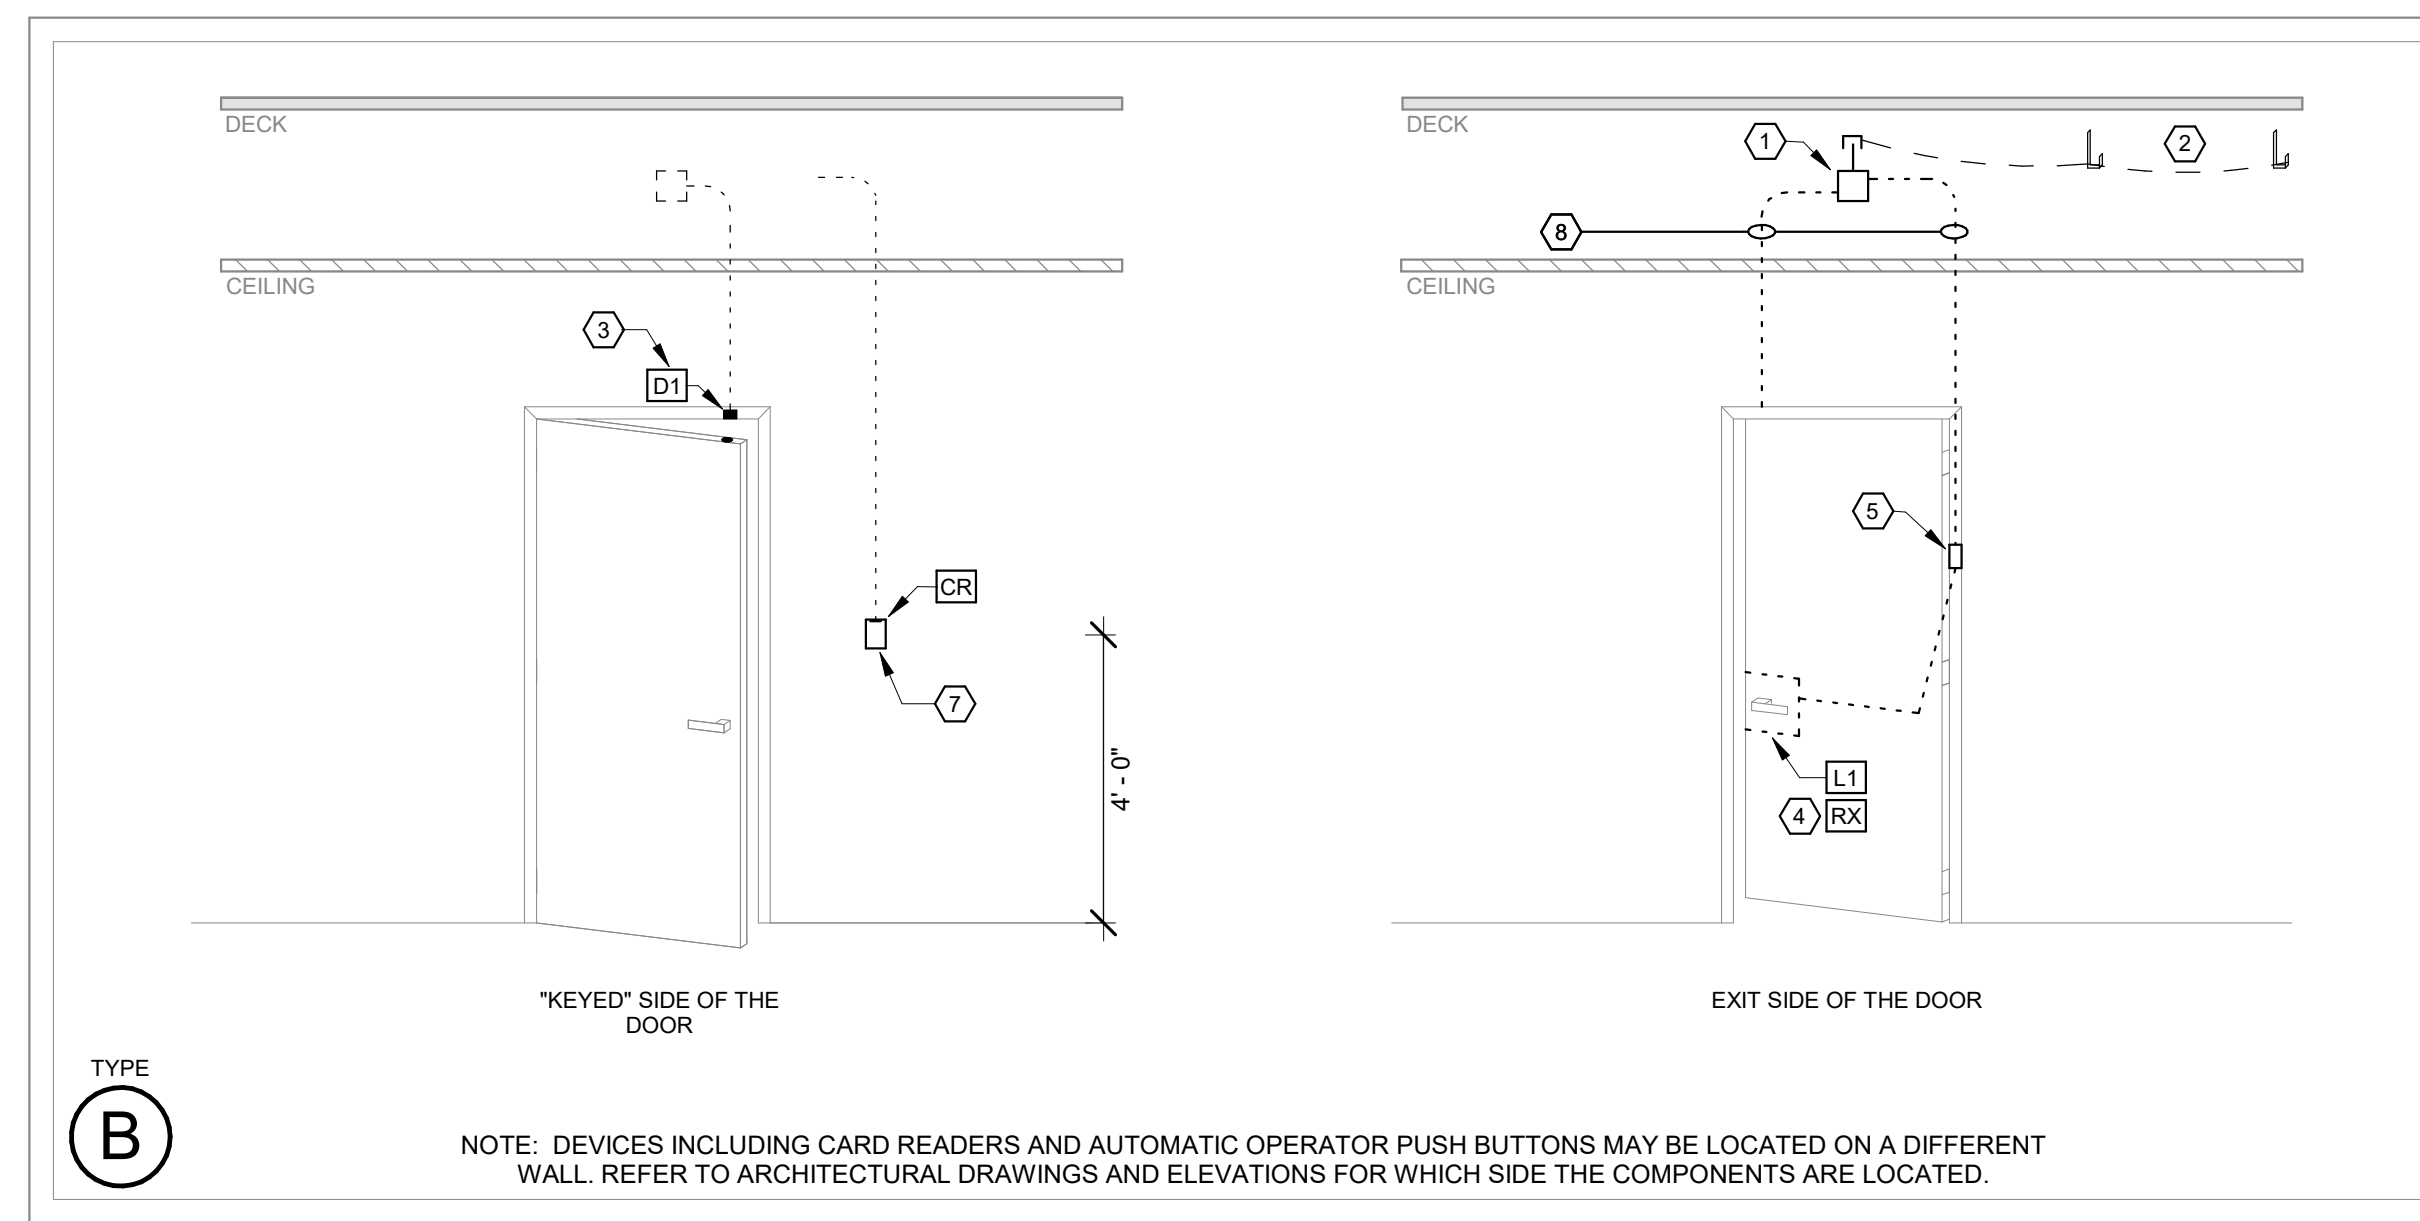 DECK
CEILING
3
D1
CR
7
4' - 0"
"KEYED" SIDE OF THE
DOOR
DECK
1
2
8
CEILING
5
L1
4 RX
EXIT SIDE OF THE DOOR
TYPE
B
NOTE: DEVICES INCLUDING CARD READERS AND AUTOMATIC OPERATOR PUSH BUTTONS MAY BE LOCATED ON A DIFFERENT
WALL. REFER TO ARCHITECTURAL DRAWINGS AND ELEVATIONS FOR WHICH SIDE THE COMPONENTS ARE LOCATED.